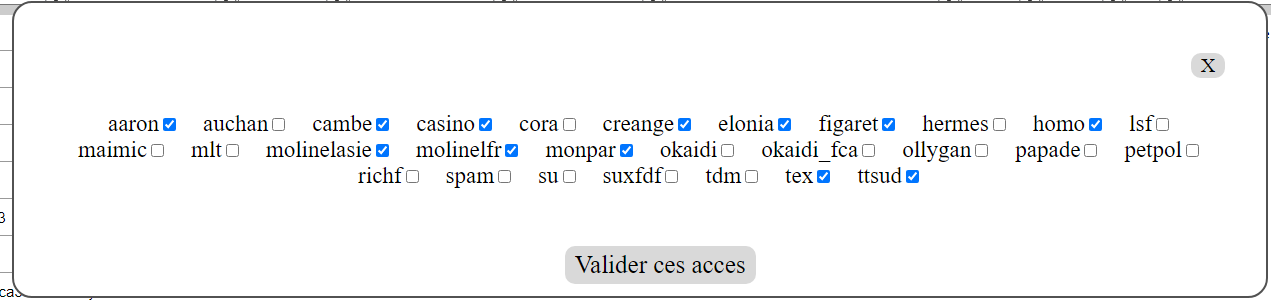 X
aaron auchan cambe casino cora creange elonia figaret hermes homo lsf
maimic mlt molinelasie molinelfr monpar okaidi okaidi_fca ollygan papade petpol
richf spam su suxfdf tdm tex ttsud
3
Valider ces acces